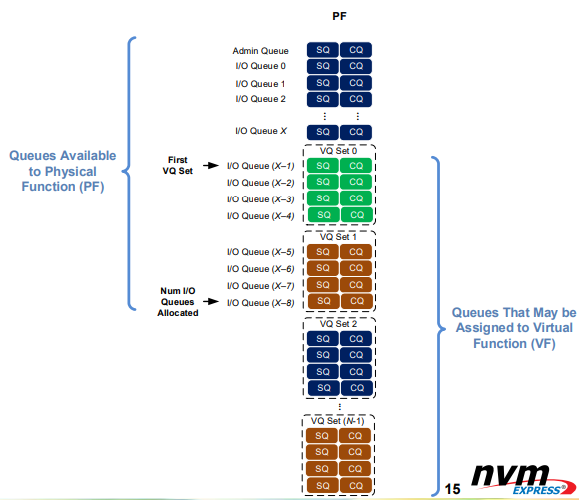 PF
Admin Queue SQ CQ
I/O Queue 0 SQ CQ
I/O Queue 1 SQ CQ
I/O Queue 2 SQ CQ
⋮ ⋮
I/O Queue X SQ CQ
Queues Available
to Physical
Function (PF)
VQ Set 0
First
VQ Set
I/O Queue (X–1) SQ CQ
I/O Queue (X–2) SQ CQ
I/O Queue (X–3) SQ CQ
I/O Queue (X–4) SQ CQ
VQ Set 1
I/O Queue (X–5) SQ CQ
I/O Queue (X–6) SQ CQ
I/O Queue (X–7) SQ CQ
Num I/O
Queues
Allocated
I/O Queue (X–8) SQ CQ
VQ Set 2
SQ CQ
SQ CQ
SQ CQ
SQ CQ
Queues That May be
Assigned to Virtual
Function (VF)
⋮
VQ Set (N-1)
SQ CQ
SQ CQ
SQ CQ
SQ CQ
15
nvm
EXPRESS®